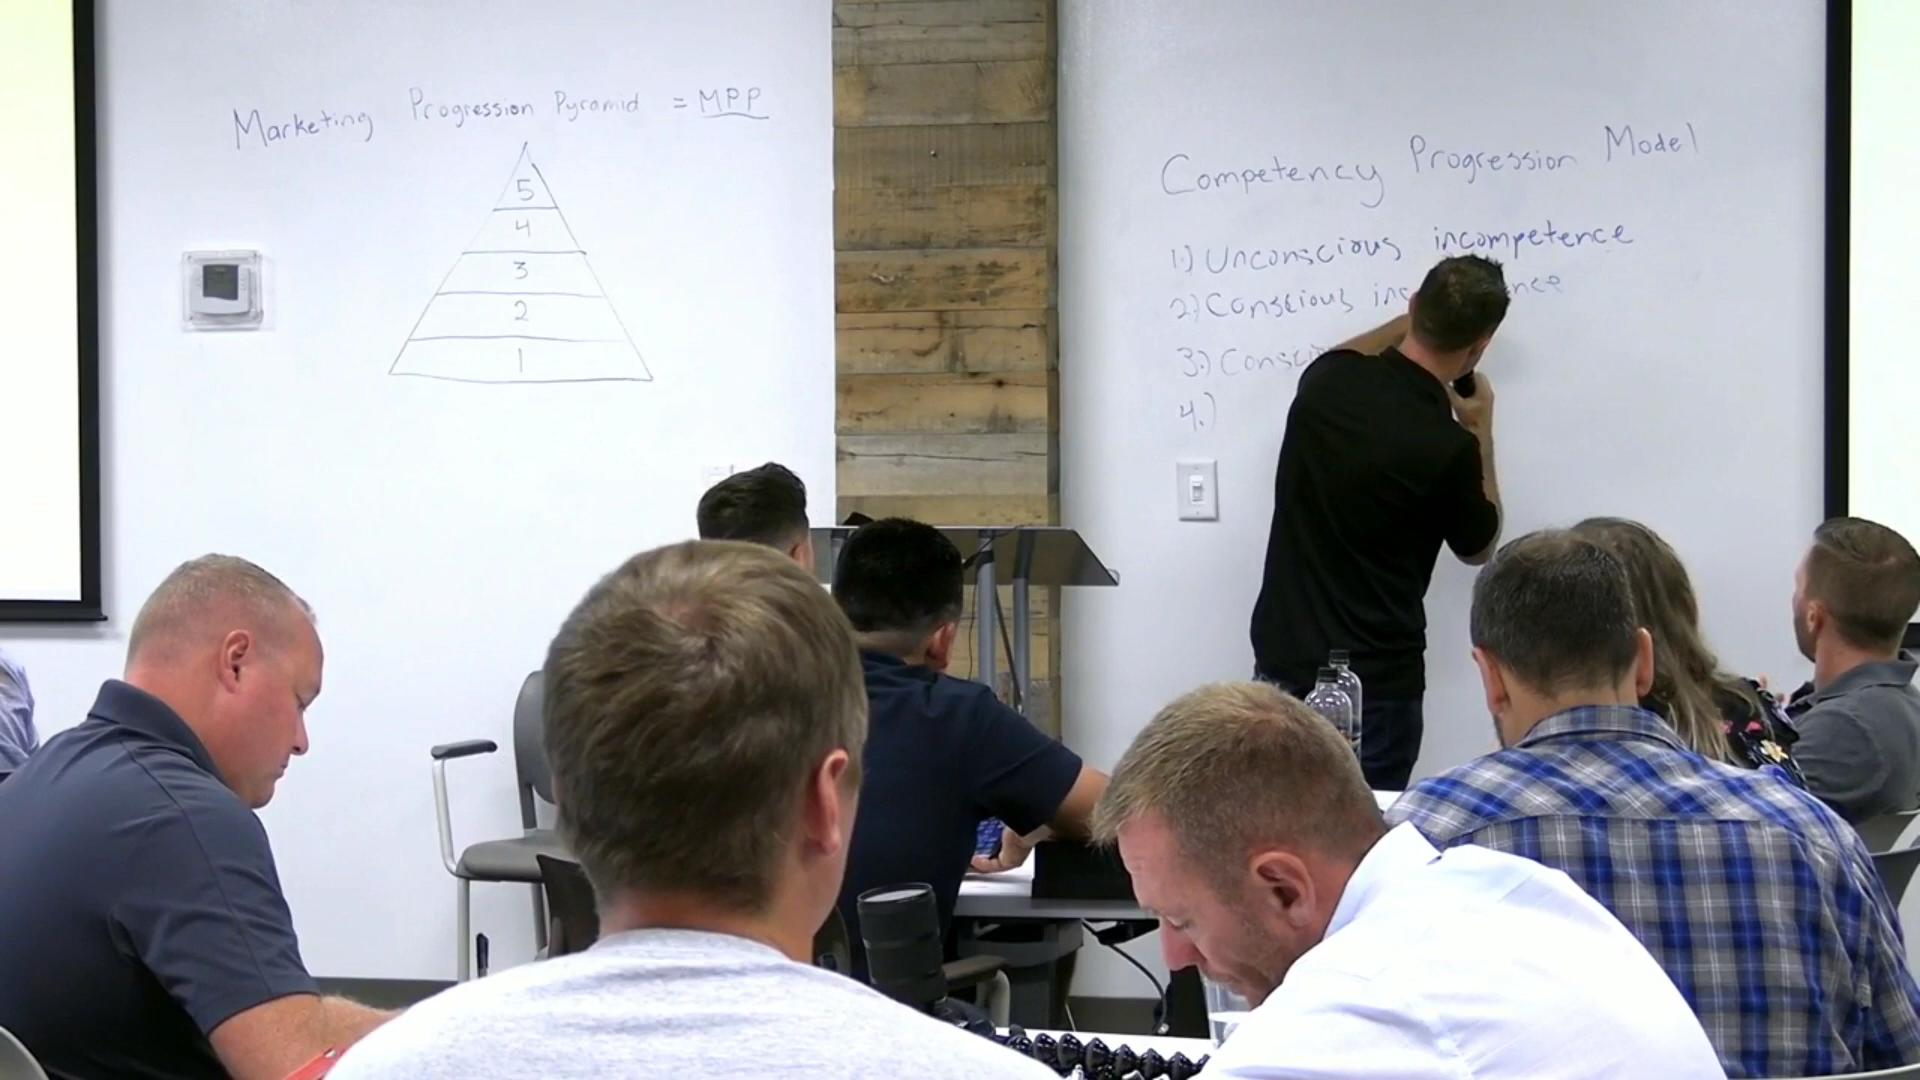 Marketing Progression Pyramid = MPP
5
4
3
2
1
Competency Progression Model
1.) Unconscious incompetence
2.) Conscious
3.)
4.)